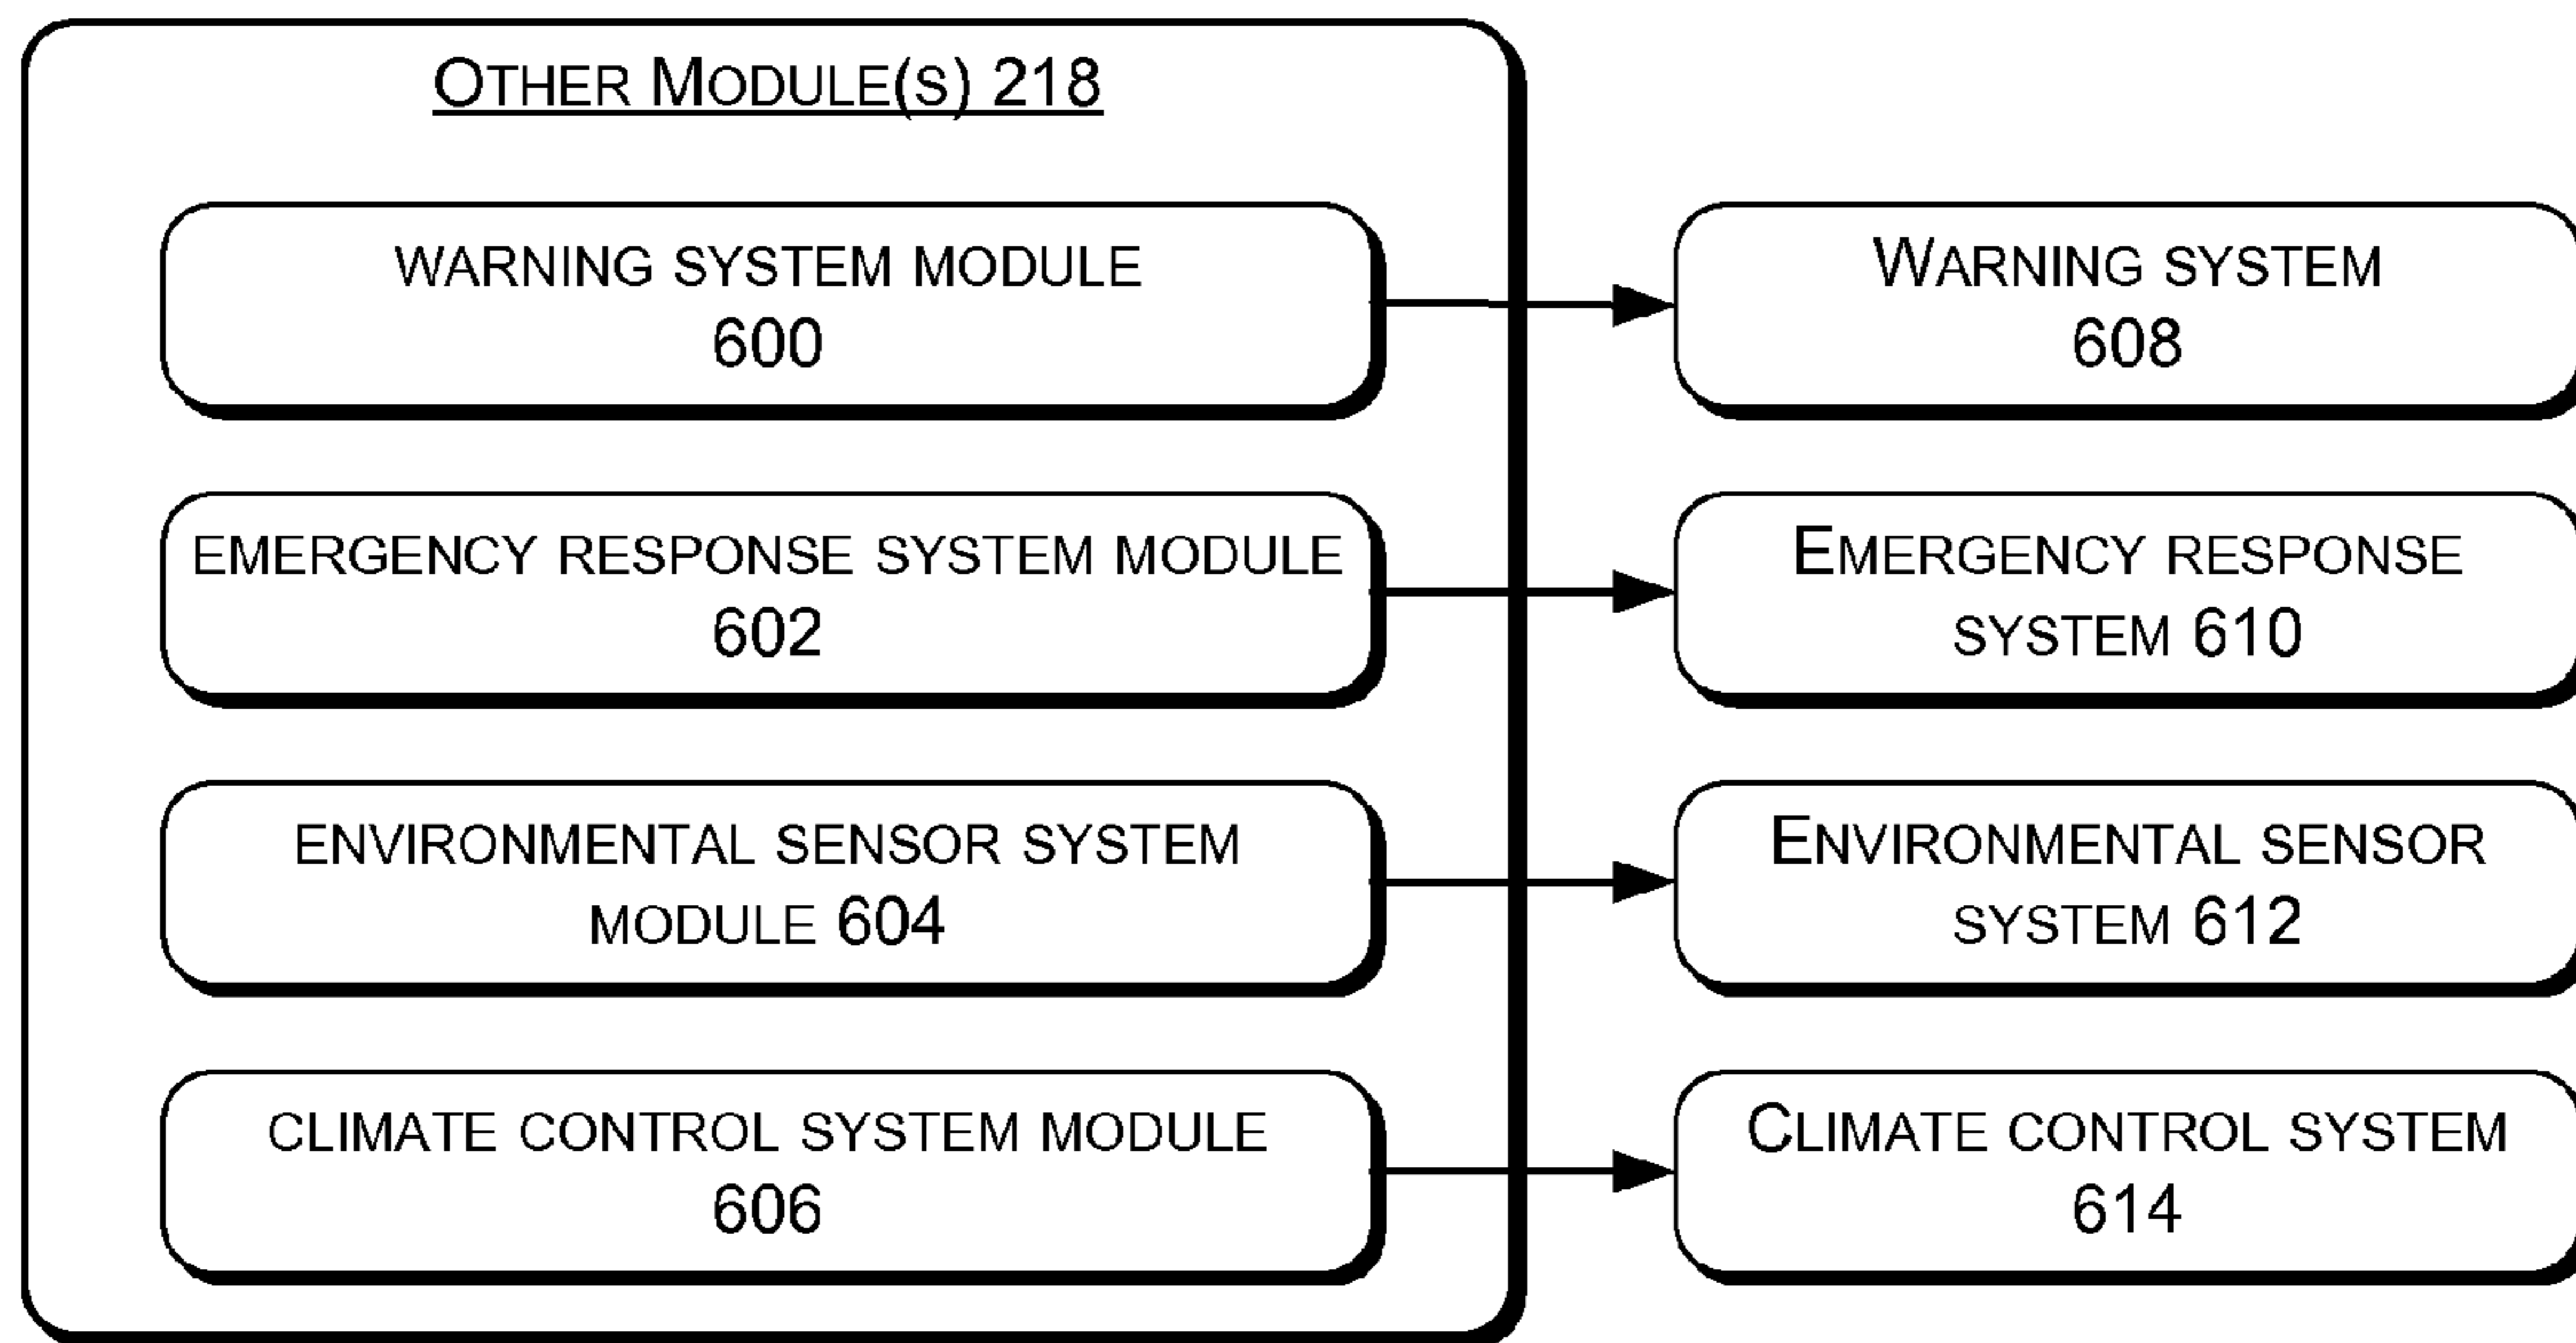 OTHER MODULE(S) 218
WARNING SYSTEM MODULE
600
WARNING SYSTEM
608
EMERGENCY RESPONSE SYSTEM MODULE
602
EMERGENCY RESPONSE
SYSTEM 610
ENVIRONMENTAL SENSOR SYSTEM
MODULE 604
ENVIRONMENTAL SENSOR
SYSTEM 612
CLIMATE CONTROL SYSTEM MODULE
606
CLIMATE CONTROL SYSTEM
614